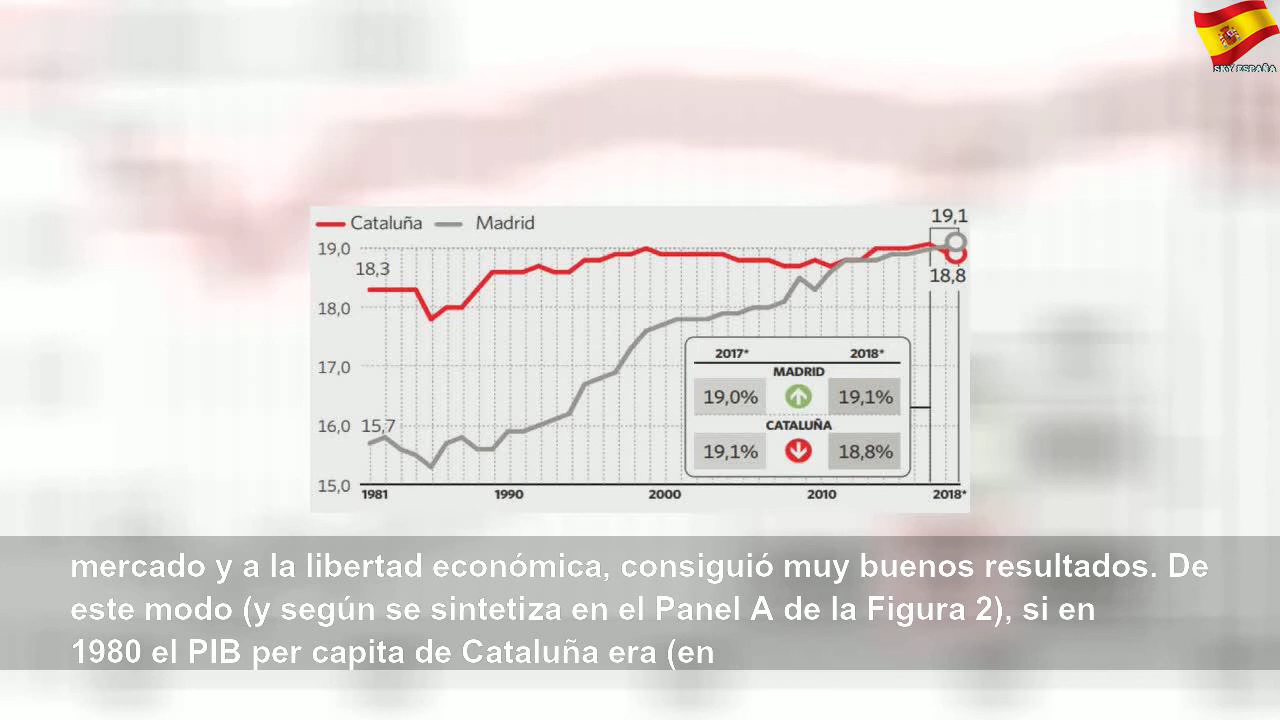 SKY ESPAÑA
Cataluña Madrid
19,1
19,0
18,3
18,8
18,0
17,0
16,0
15,7
15,0
2017* 2018*
MADRID
19,0% 19,1%
CATALUÑA
19,1% 18,8%
1981 1990 2000 2010 2018*
mercado y a la libertad económica, consiguió muy buenos resultados. De
este modo (y según se sintetiza en el Panel A de la Figura 2), si en
1980 el PIB per capita de Cataluña era (en